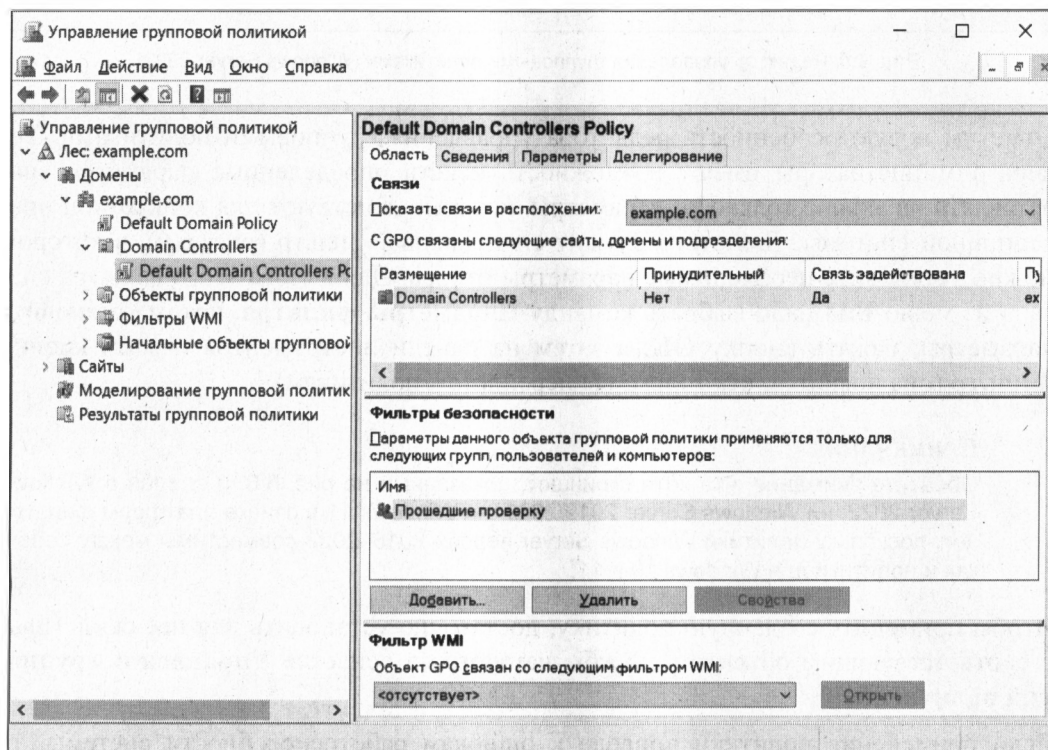 Управление групповой политикой
Файл Действие Вид Окно Справка
Управление групповой политикой
Лес: example.com
Домены
example.com
Default Domain Policy
Domain Controllers
Default Domain Controllers Pc
Объекты групповой политики
Фильтры WMI
Начальные объекты групповой
Сайты
Моделирование групповой политик
Результаты групповой политики
Default Domain Controllers Policy
Область Сведения Параметры Делегирование
Связи
Показать связи в расположении: example.com
С GPO связаны следующие сайты, домены и подразделения:
Размещение Принудительный Связь задействована Пу
Domain Controllers Нет Да ex
Фильтры безопасности
Параметры данного объекта групповой политики применяются только для
следующих групп, пользователей и компьютеров:
Имя
Прошедшие проверку
Добавить... Удалить Свойства
Фильтр WMI
Объект GPO связан со следующим фильтром WMI:
<отсутствует> Открыть